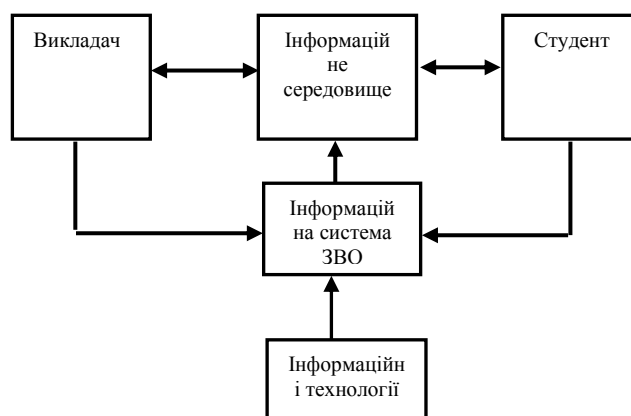 Викладач
Інформацій
не
середовище
Студент
Інформацій
на система
ЗВО
Інформаційн
і технології